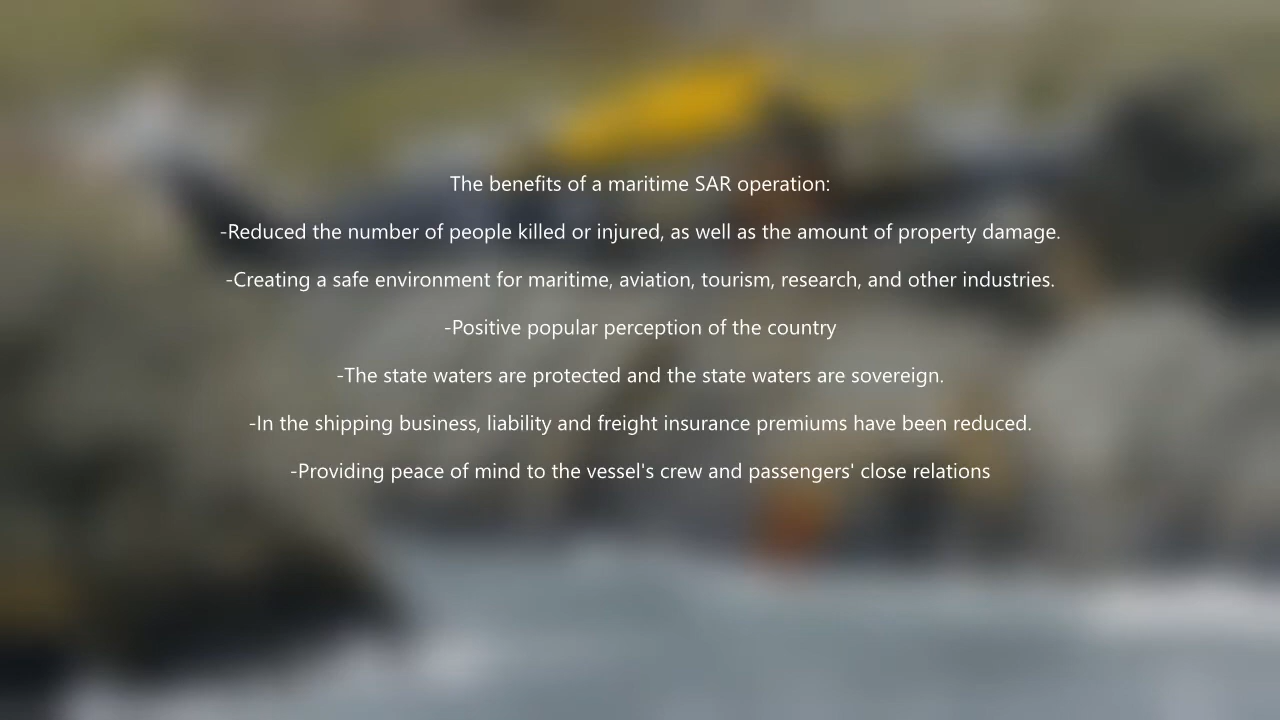 The benefits of a maritime SAR operation:
-Reduced the number of people killed or injured, as well as the amount of property damage.
-Creating a safe environment for maritime, aviation, tourism, research, and other industries.
-Positive popular perception of the country
-The state waters are protected and the state waters are sovereign.
-In the shipping business, liability and freight insurance premiums have been reduced.
-Providing peace of mind to the vessel's crew and passengers' close relations